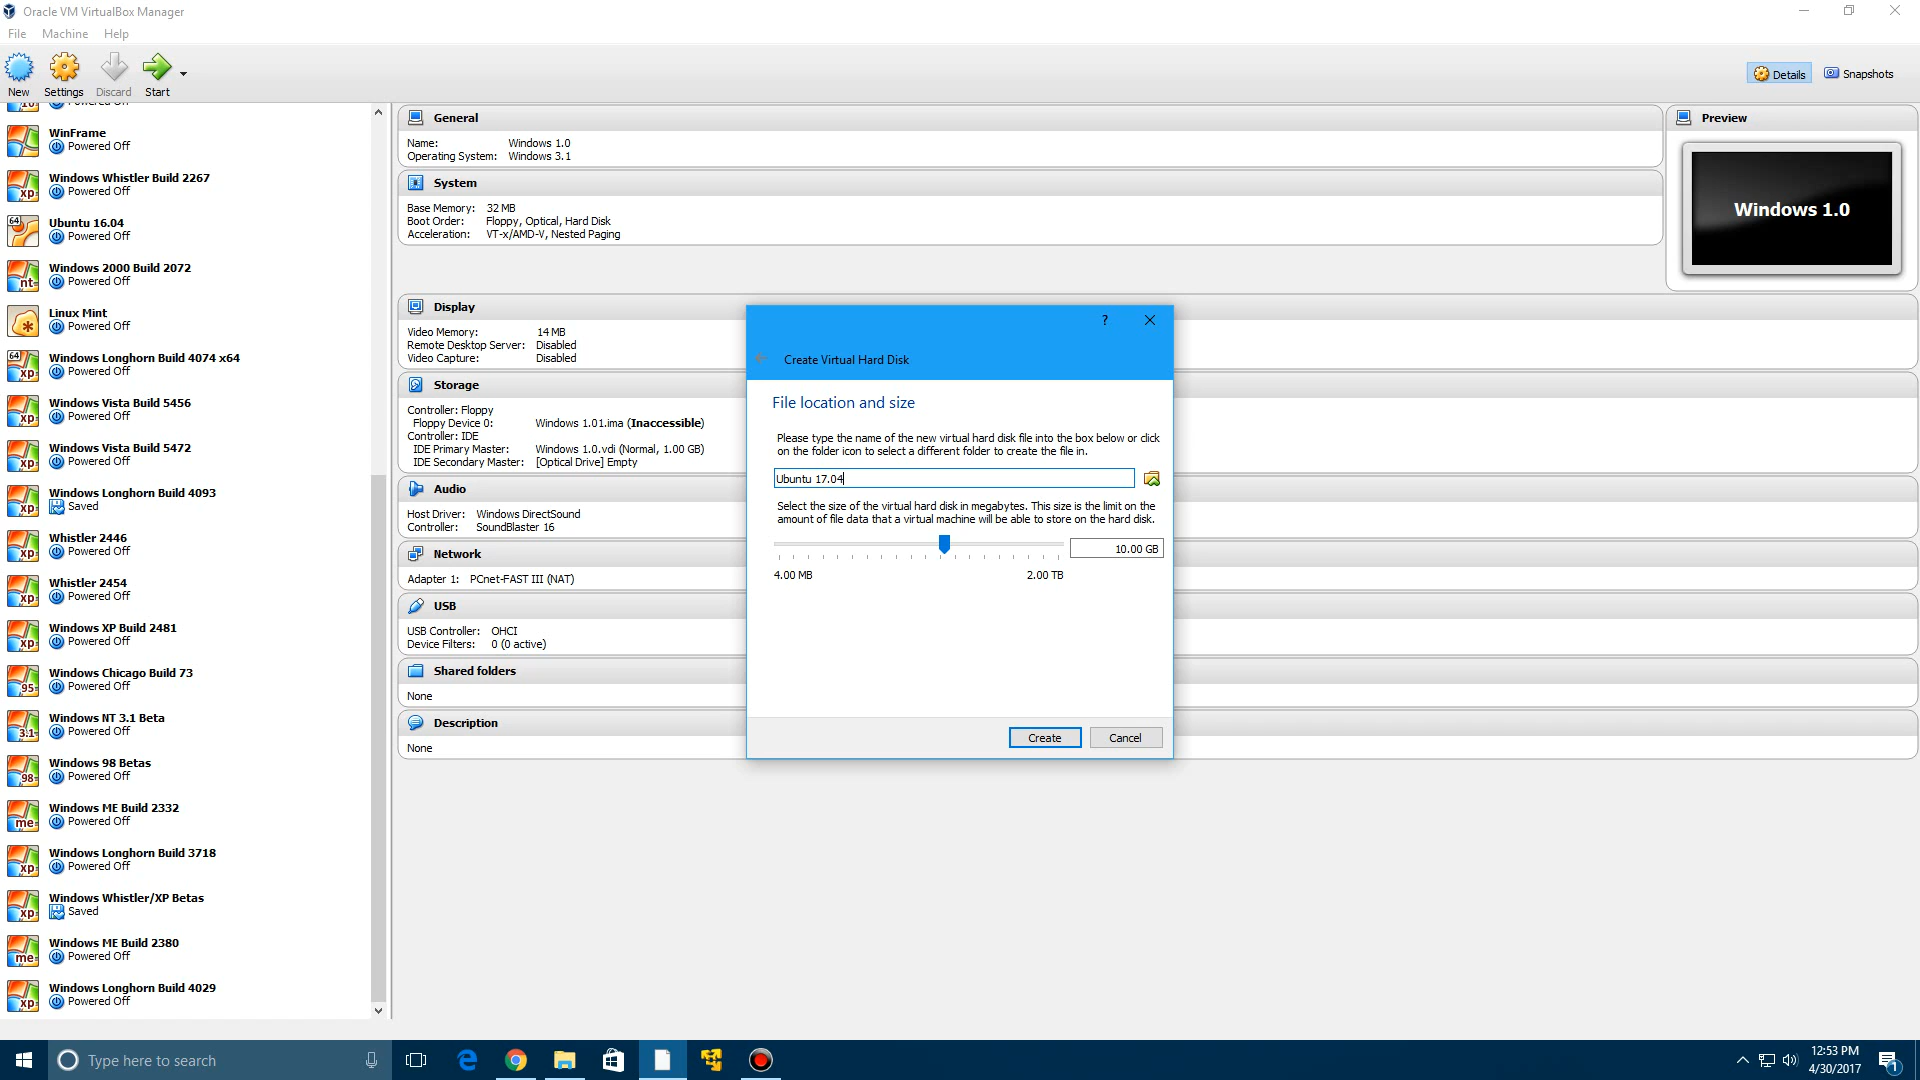 Oracle VM VirtualBox Manager
File Machine Help
New Settings Discard Start
Details Snapshots
Powered Off
WinFrame
Powered Off
Windows Whistler Build 2267
Powered Off
Ubuntu 16.04
Powered Off
Windows 2000 Build 2072
Powered Off
Linux Mint
Powered Off
Windows Longhorn Build 4074 x64
Powered Off
Windows Vista Build 5456
Powered Off
Windows Vista Build 5472
Powered Off
Windows Longhorn Build 4093
Saved
Whistler 2446
Powered Off
Whistler 2454
Powered Off
Windows XP Build 2481
Powered Off
Windows Chicago Build 73
Powered Off
Windows NT 3.1 Beta
Powered Off
Windows 98 Betas
Powered Off
Windows ME Build 2332
Powered Off
Windows Longhorn Build 3718
Powered Off
Windows Whistler/XP Betas
Saved
Windows ME Build 2380
Powered Off
Windows Longhorn Build 4029
Powered Off
General
Name: Windows 1.0
Operating System: Windows 3.1
System
Base Memory: 32 MB
Boot Order: Floppy, Optical, Hard Disk
Acceleration: VT-x/AMD-V, Nested Paging
Preview
Windows 1.0
Display
Video Memory: 14 MB
Remote Desktop Server: Disabled
Video Capture: Disabled
Storage
Controller: Floppy
Floppy Device 0: Windows 1.01.ima (Inaccessible)
Controller: IDE
IDE Primary Master: Windows 1.0.vdi (Normal, 1.00 GB)
IDE Secondary Master: [Optical Drive] Empty
Audio
Host Driver: Windows DirectSound
Controller: SoundBlaster 16
Network
Adapter 1: PCnet-FAST III (NAT)
USB
USB Controller: OHCI
Device Filters: 0 (0 active)
Shared folders
None
Description
None
?
Create Virtual Hard Disk
File location and size
Please type the name of the new virtual hard disk file into the box below or click
on the folder icon to select a different folder to create the file in.
Ubuntu 17.04
Select the size of the virtual hard disk in megabytes. This size is the limit on the
amount of file data that a virtual machine will be able to store on the hard disk.
10.00 GB
4.00 MB 2.00 TB
Create Cancel
Type here to search
12:53 PM
4/30/2017
1